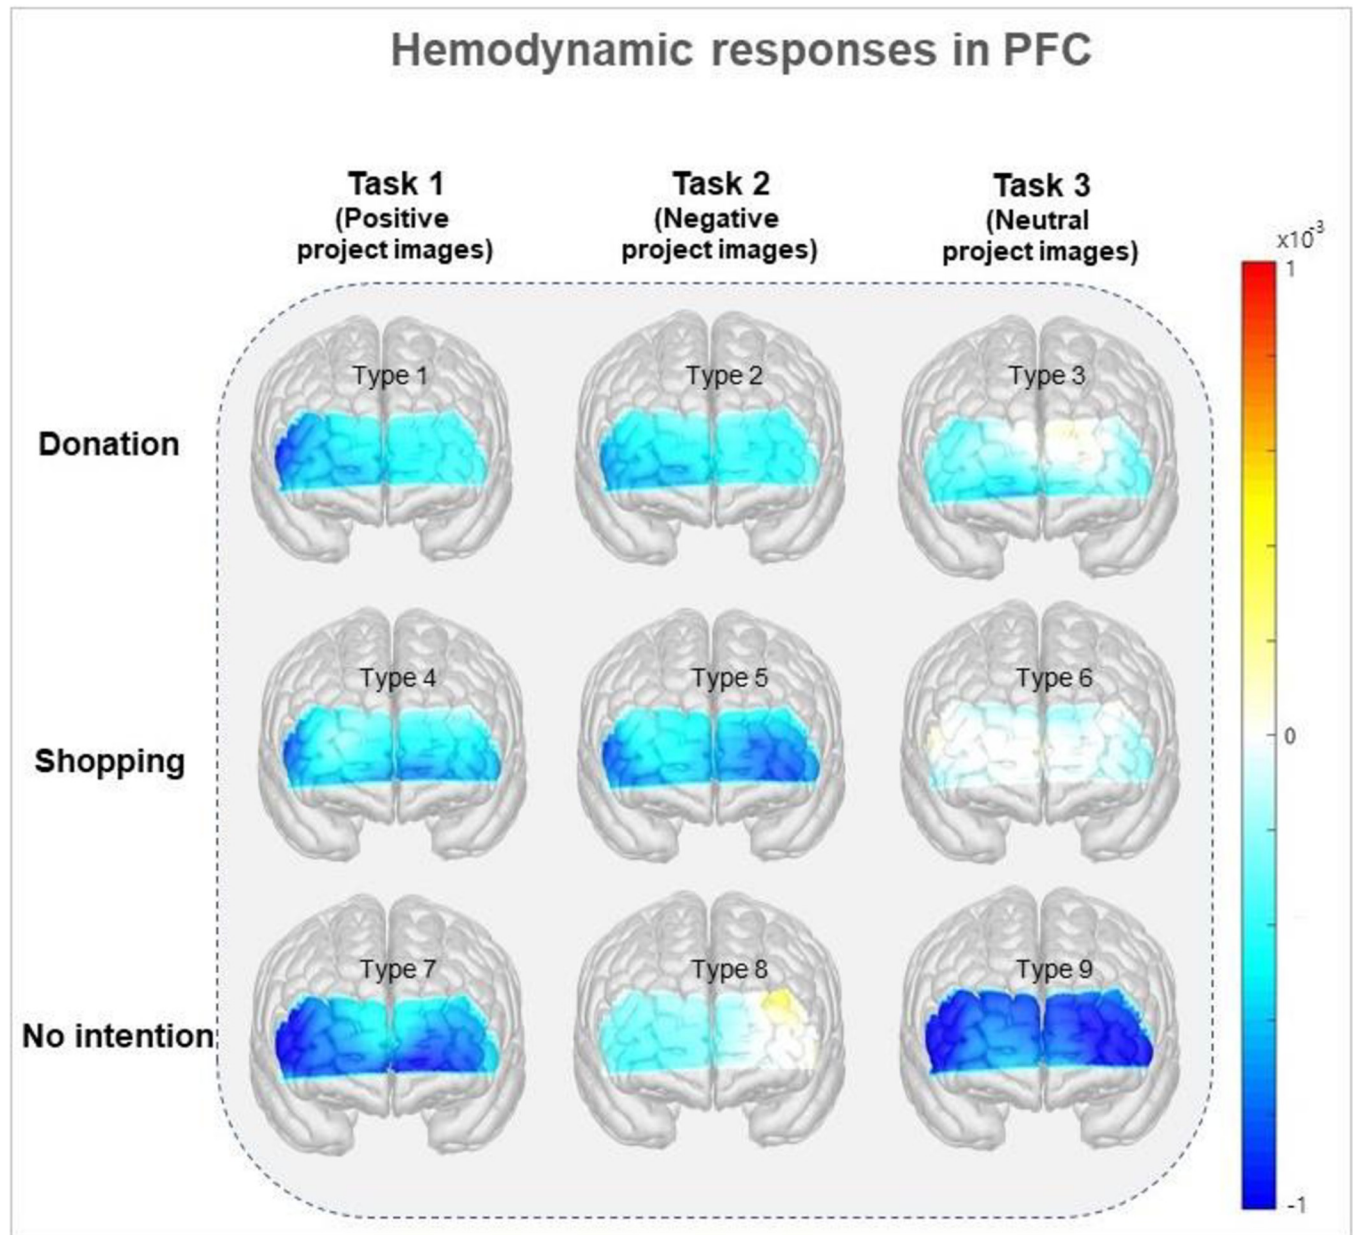 Hemodynamic responses in PFC
Task 1
(Positive
project images)
Task 2
(Negative
project images)
Task 3
(Neutral
project images)
x10-3
1
0
-1
Donation
Type 1
Type 2
Type 3
Shopping
Type 4
Type 5
Type 6
No intention
Type 7
Type 8
Type 9